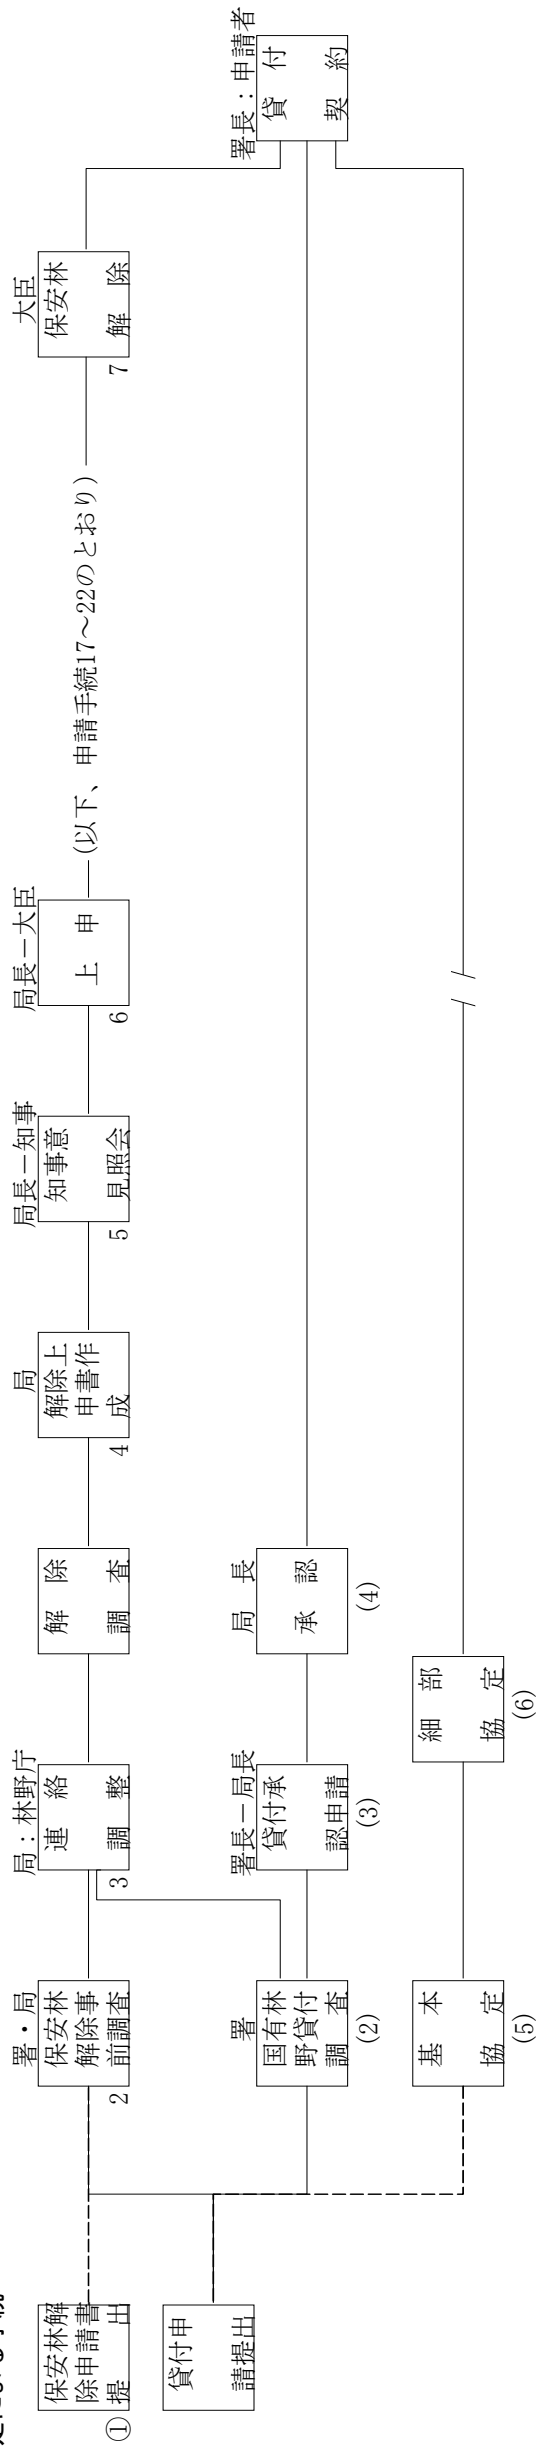 保安林解
除申請書
提出
①
貸付申
請提出
署・局
保安林
解除事
前調査
2
署
国有林
野貸付
調査
(2)
基本
協定
(5)
局：林野庁
連絡
調整
3
署長－局長
貸付承
認申請
(3)
細部
協定
(6)
解除
調査
局長
承認
(4)
局
解除上
申書作
成
4
局長－知事
知事意
見照会
5
局長－大臣
上申
6
(以下、申請手続17～22のとおり)
大臣
保安林
解除
7
署長：申請者
貸付
契約